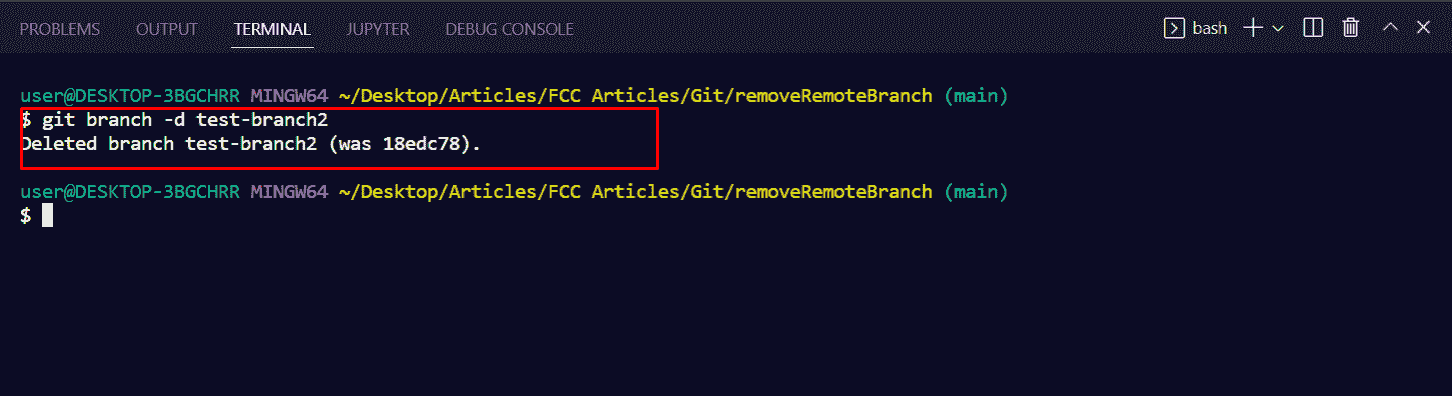 PROBLEMS OUTPUT TERMINAL JUPYTER DEBUG CONSOLE bash
user@DESKTOP-3BGCHRR MINGW64 ~/Desktop/Articles/FCC Articles/Git/removeRemoteBranch (main)
$ git branch -d test-branch2
Deleted branch test-branch2 (was 18edc78).
user@DESKTOP-3BGCHRR MINGW64 ~/Desktop/Articles/FCC Articles/Git/removeRemoteBranch (main)
$